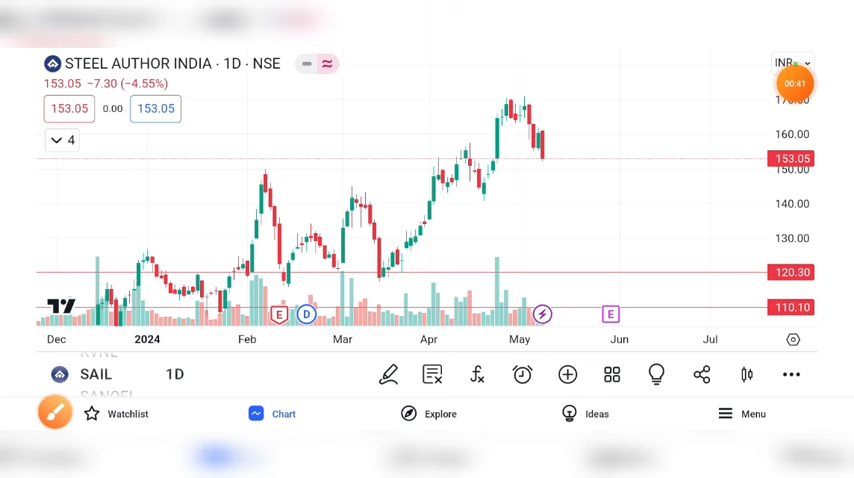 STEEL AUTHOR INDIA · 1D · NSE
INR
153.05 −7.30 (−4.55%)
00:41
153.05 0.00 153.05
170.00
4
160.00
153.05
150.00
140.00
130.00
120.30
110.10
E D E
Dec 2024 Feb Mar Apr May Jun Jul
SAIL 1D
Watchlist Chart Explore Ideas Menu